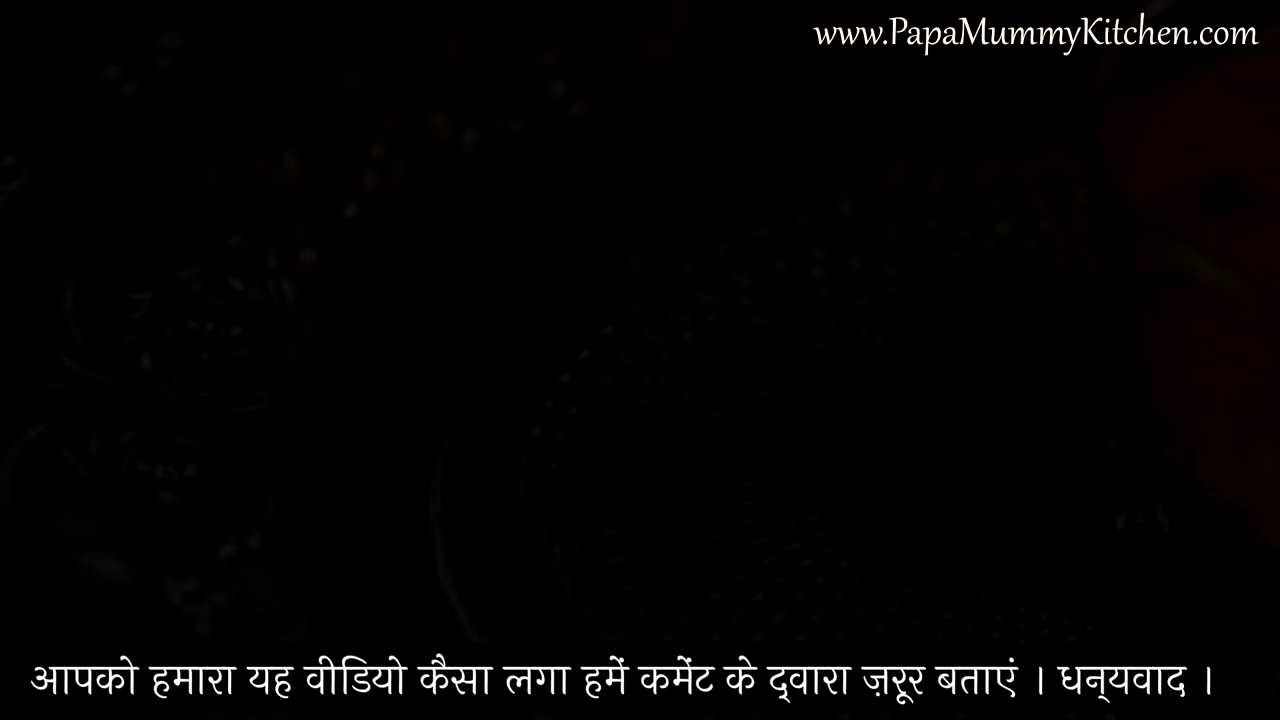 www.PapaMummyKitchen.com
आपको हमारा यह वीडियो कैसा लगा हमें कमेंट के द्वारा ज़रूर बताएं । धन्यवाद ।